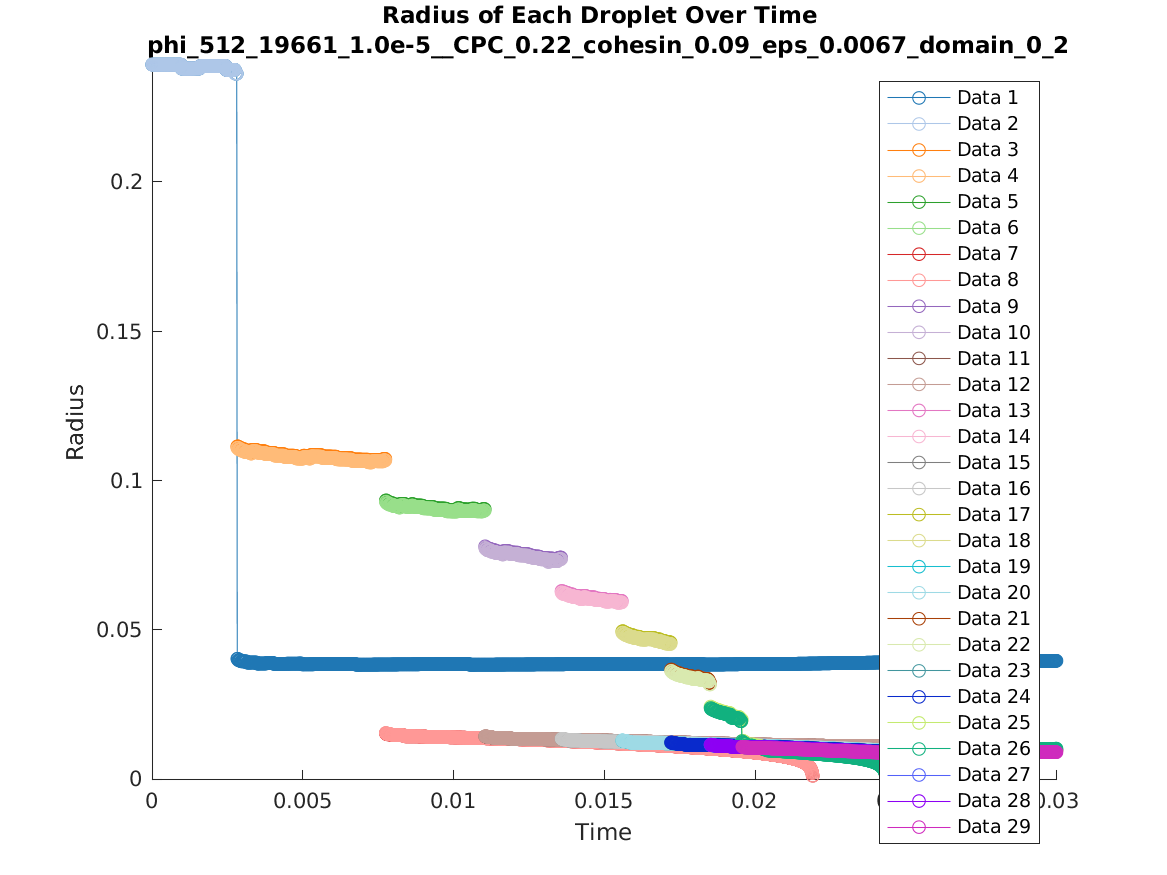 Radius of Each Droplet Over Time
phi_512_19661_1.0e-5__CPC_0.22_cohesin_0.09_eps_0.0067_domain_0_2
Radius
0.2
0.15
0.1
0.05
0
0
0.005
0.01
0.015
0.02
0.03
Time
Data 1
Data 2
Data 3
Data 4
Data 5
Data 6
Data 7
Data 8
Data 9
Data 10
Data 11
Data 12
Data 13
Data 14
Data 15
Data 16
Data 17
Data 18
Data 19
Data 20
Data 21
Data 22
Data 23
Data 24
Data 25
Data 26
Data 27
Data 28
Data 29